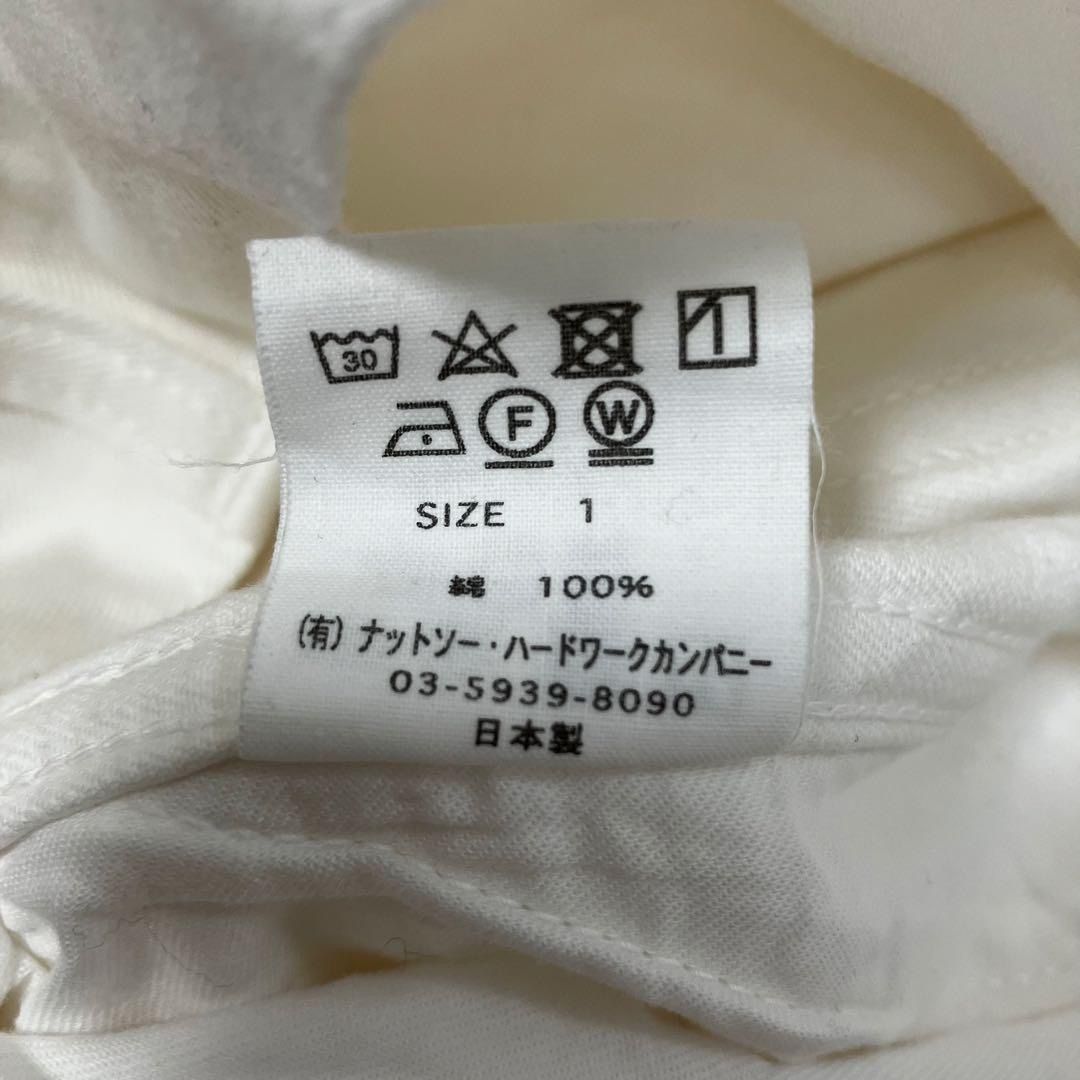 30
F W
SIZE 1
綿 100%
(有)ナットソー・ハードワークカンパニー
03-5939-8090
日本製